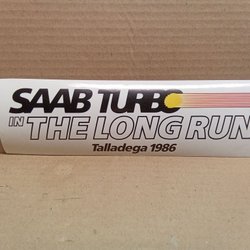 SAAB TURBO
IN THE LONG RUN
Talladega 1986